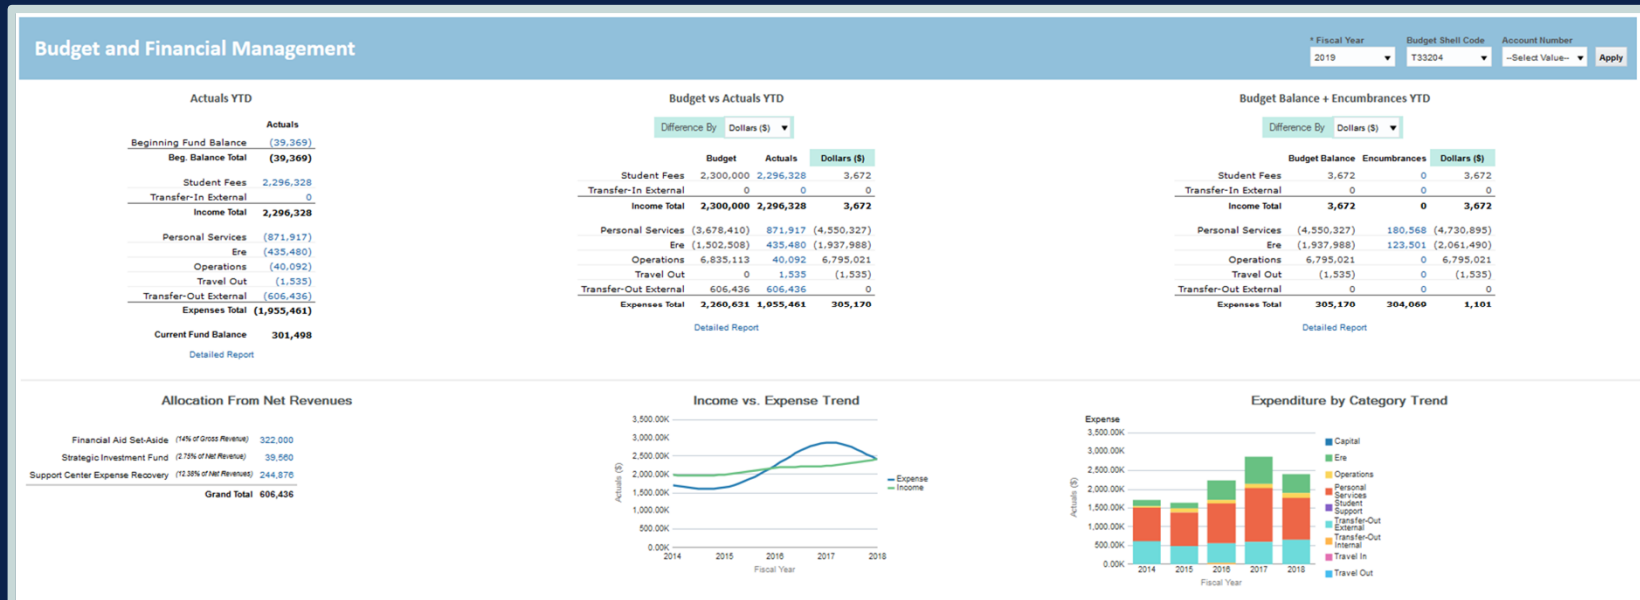 Budget and Financial Management
* Fiscal Year Budget Shell Code Account Number
2019 T33204 --Select Value-- Apply
Actuals YTD
Actuals
Beginning Fund Balance (39,369)
Beg. Balance Total (39,369)
Student Fees 2,296,328
Transfer-In External 0
Income Total 2,296,328
Personal Services (871,917)
Ere (435,480)
Operations (40,092)
Travel Out (1,535)
Transfer-Out External (606,436)
Expenses Total (1,955,461)
Current Fund Balance 301,498
Detailed Report
Budget vs Actuals YTD
Difference By Dollars ($)
Budget Actuals Dollars ($)
Student Fees 2,300,000 2,296,328 3,672
Transfer-In External 0 0 0
Income Total 2,300,000 2,296,328 3,672
Personal Services (3,678,410) 871,917 (4,550,327)
Ere (1,502,508) 435,480 (1,937,988)
Operations 6,835,113 40,092 6,795,021
Travel Out 0 1,535 (1,535)
Transfer-Out External 606,436 606,436 0
Expenses Total 2,260,631 1,955,461 305,170
Detailed Report
Budget Balance + Encumbrances YTD
Difference By Dollars ($)
Budget Balance Encumbrances Dollars ($)
Student Fees 3,672 0 3,672
Transfer-In External 0 0 0
Income Total 3,672 0 3,672
Personal Services (4,550,327) 180,568 (4,730,895)
Ere (1,937,988) 123,501 (2,061,490)
Operations 6,795,021 0 6,795,021
Travel Out (1,535) 0 (1,535)
Transfer-Out External 0 0 0
Expenses Total 305,170 304,069 1,101
Detailed Report
Allocation From Net Revenues
Financial Aid Set-Aside (14% of Gross Revenue) 322,000
Strategic Investment Fund (2.75% of Net Revenue) 39,560
Support Center Expense Recovery (12.38% of Net Revenues) 244,876
Grand Total 606,436
Income vs. Expense Trend
3,500.00K
3,000.00K
2,500.00K
2,000.00K
1,500.00K
1,000.00K
500.00K
0.00K
Actuals ($)
2014 2015 2016 2017 2018
Fiscal Year
Expense
Income
Expenditure by Category Trend
Expense
3,500.00K
3,000.00K
2,500.00K
2,000.00K
1,500.00K
1,000.00K
500.00K
0.00K
Actuals ($)
2014 2015 2016 2017 2018
Fiscal Year
Capital
Ere
Operations
Personal
Services
Student
Support
Transfer-Out
External
Transfer-Out
Internal
Travel In
Travel Out